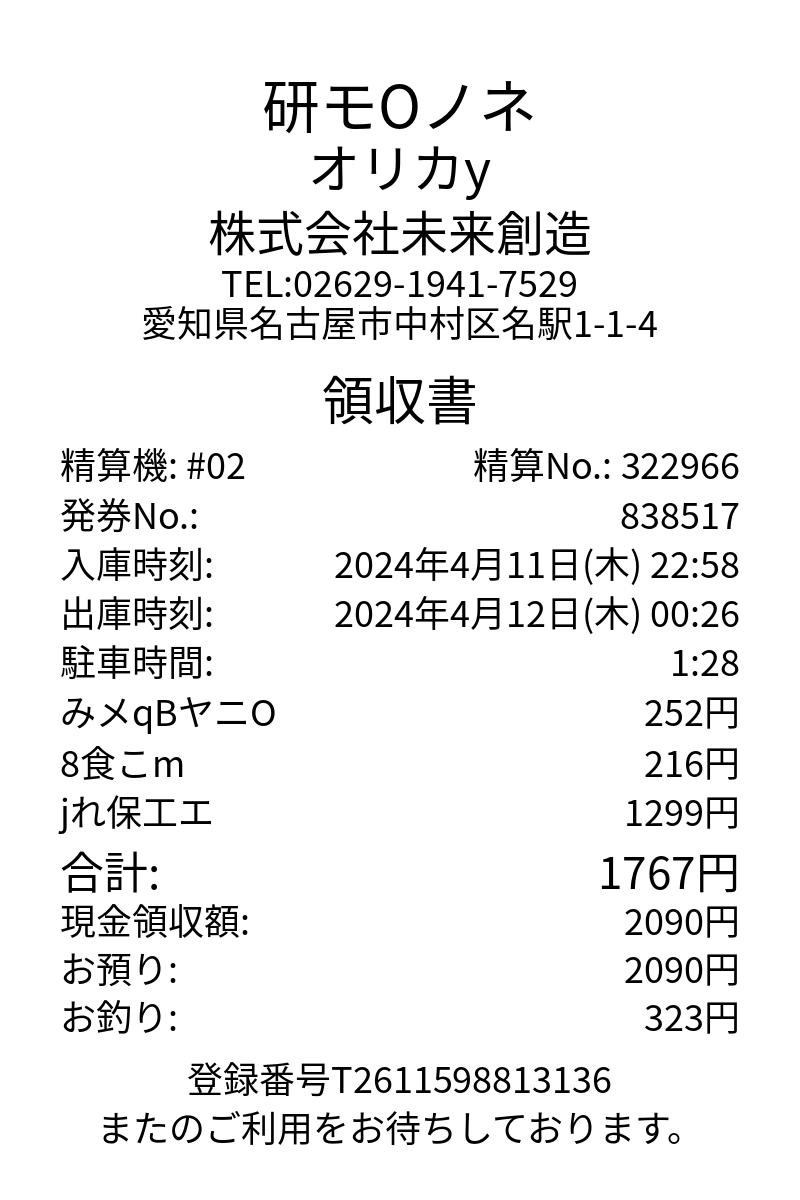 研モOノネ
オリカy
株式会社未来創造
TEL:02629-1941-7529
愛知県名古屋市中村区名駅1-1-4
領収書
精算機: #02 精算No.: 322966
発券No.: 838517
入庫時刻: 2024年4月11日(木) 22:58
出庫時刻: 2024年4月12日(木) 00:26
駐車時間: 1:28
みメqBヤニO 252円
8食こm 216円
jれ保工エ 1299円
合計: 1767円
現金領収額: 2090円
お預り: 2090円
お釣り: 323円
登録番号T2611598813136
またのご利用をお待ちしております。